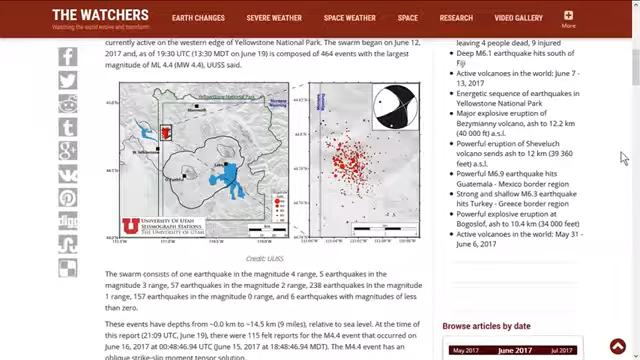 THE WATCHERS
Watching the world evolve and transform
EARTH CHANGES
SEVERE WEATHER
SPACE WEATHER
SPACE
RESEARCH
VIDEO GALLERY
More
currently active on the western edge of Yellowstone National Park. The swarm began on June 12,
2017 and, as of 19:30 UTC (13:30 MDT on June 19) is composed of 464 events with the largest
magnitude of ML 4.4 (MW 4.4), UUSS said.
Yellowstone National Park
Mammoth
W. Yellowstone
Lake
O. Faithful
UNIVERSITY OF UTAH
SEISMOGRAPH STATIONS
THE UNIVERSITY OF UTAH
Credit: UUSS
The swarm consists of one earthquake in the magnitude 4 range, 5 earthquakes in the
magnitude 3 range, 57 earthquakes in the magnitude 2 range, 238 earthquakes in the magnitude
1 range, 157 earthquakes in the magnitude 0 range, and 6 earthquakes with magnitudes of less
than zero.
These events have depths from ~0.0 km to ~14.5 km (9 miles), relative to sea level. At the time of
this report (21:09 UTC, June 19), there were 115 felt reports for the M4.4 event that occurred
on June 16, 2017 at 00:48:46.94 UTC (June 15, 2017 at 18:48:46.94 MDT). The M4.4 event has an
oblique strike-slip moment tensor solution.
leaving 4 people dead, 9 injured
Deep M6.1 earthquake hits south of
Fiji
Active volcanoes in the world: June 7 -
13, 2017
Energetic sequence of earthquakes in
Yellowstone National Park
Major explosive eruption of
Bezymianny volcano, ash to 12.2 km
(40 000 ft) a.s.l.
Powerful eruption of Sheveluch
volcano sends ash to 12 km (39 360
feet) a.s.l.
Powerful M6.9 earthquake hits
Guatemala - Mexico border region
Strong and shallow M6.3 earthquake
hits Turkey - Greece border region
Powerful explosive eruption at
Bogoslof, ash to 10.4 km (34 000 feet)
Active volcanoes in the world: May 31 -
June 6, 2017
Browse articles by date
May 2017
June 2017
Jul 2017